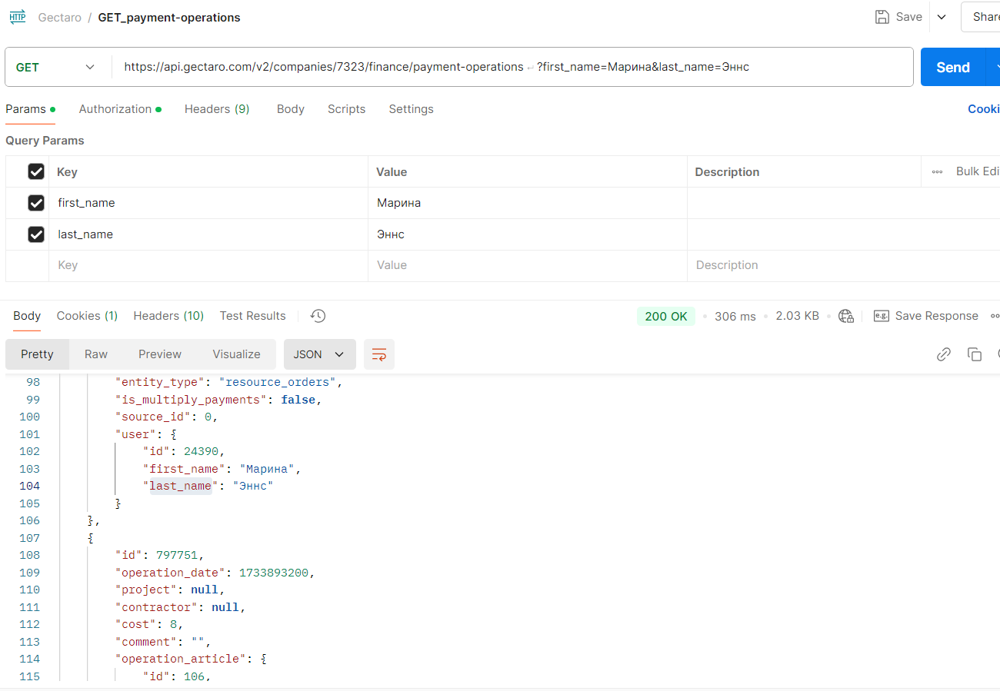 HTTP Gectaro / GET_payment-operations Save Share
GET https://api.gectaro.com/v2/companies/7323/finance/payment-operations ↵ ?first_name=Марина&last_name=Эннс Send
Params Authorization Headers (9) Body Scripts Settings Cooki
Query Params
Key Value Description Bulk Edi
first_name Марина
last_name Эннс
Key Value Description
Body Cookies (1) Headers (10) Test Results 200 OK 306 ms 2.03 KB e.g. Save Response
Pretty Raw Preview Visualize JSON
98 "entity_type": "resource_orders",
99 "is_multiply_payments": false,
100 "source_id": 0,
101 "user": {
102 "id": 24390,
103 "first_name": "Марина",
104 "last_name": "Эннс"
105 }
106 },
107 {
108 "id": 797751,
109 "operation_date": 1733893200,
110 "project": null,
111 "contractor": null,
112 "cost": 8,
113 "comment": "",
114 "operation_article": {
115 "id": 106,